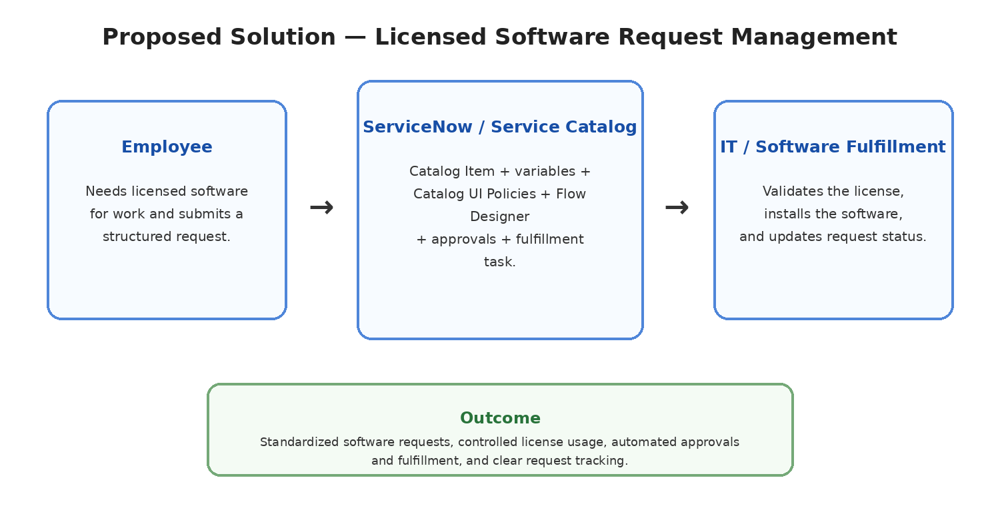 Proposed Solution — Licensed Software Request Management
Employee
Needs licensed software
for work and submits a
structured request.
→
ServiceNow / Service Catalog
Catalog Item + variables +
Catalog UI Policies + Flow
Designer
+ approvals + fulfillment
task.
→
IT / Software Fulfillment
Validates the license,
installs the software,
and updates request status.
Outcome
Standardized software requests, controlled license usage, automated approvals
and fulfillment, and clear request tracking.